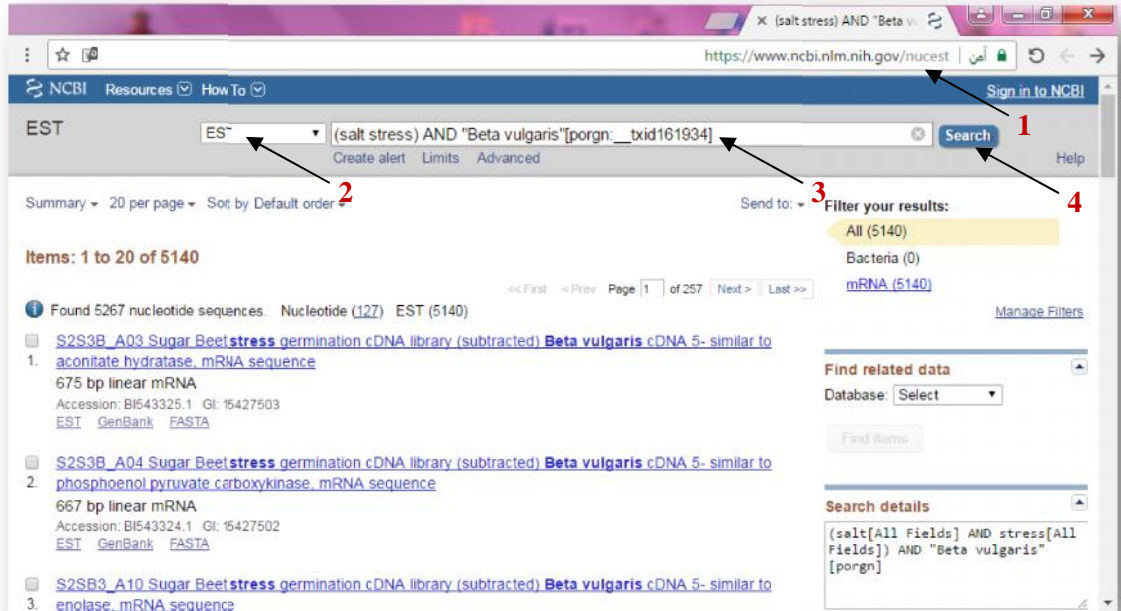 (salt stress) AND "Beta v
https://www.ncbi.nlm.nih.gov/nucest | آمن
1
NCBI Resources How To Sign in to NCBI
EST
(salt stress) AND "Beta vulgaris"[porgn:__txid161934] Search
Create alert Limits Advanced Help
2
3
4
Summary 20 per page Sort by Default order Send to: Filter your results:
All (5140)
Items: 1 to 20 of 5140
Bacteria (0)
<< First < Prev Page 1 of 257 Next > Last >> mRNA (5140)
Found 5267 nucleotide sequences. Nucleotide (127) EST (5140) Manage Filters
S2S3B_A03 Sugar Beet stress germination cDNA library (subtracted) Beta vulgaris cDNA 5- similar to
1. aconitate hydratase, mRNA sequence
675 bp linear mRNA
Accession: BI543325.1 GI: 15427503
EST GenBank FASTA
S2S3B_A04 Sugar Beet stress germination cDNA library (subtracted) Beta vulgaris cDNA 5- similar to
2. phosphoenol pyruvate carboxykinase, mRNA sequence
667 bp linear mRNA
Accession: BI543324.1 GI: 15427502
EST GenBank FASTA
S2SB3_A10 Sugar Beet stress germination cDNA library (subtracted) Beta vulgaris cDNA 5- similar to
3. enolase, mRNA sequence
Find related data
Database: Select
Find items
Search details
(salt[All Fields] AND stress[All
Fields]) AND "Beta vulgaris"
[porgn]